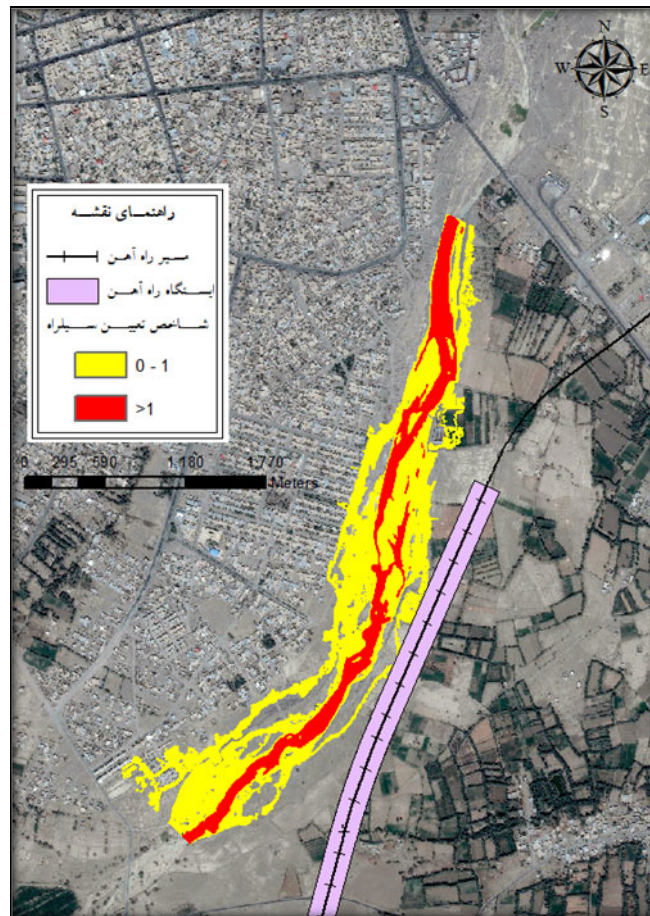 N
W E
S
راهنمای نقشه
مسیر راه آهن
ایستگاه راه آهن
شاخص تعیین سیلراه
0 - 1
>1
0 295 590 1,180 1,770
Meters